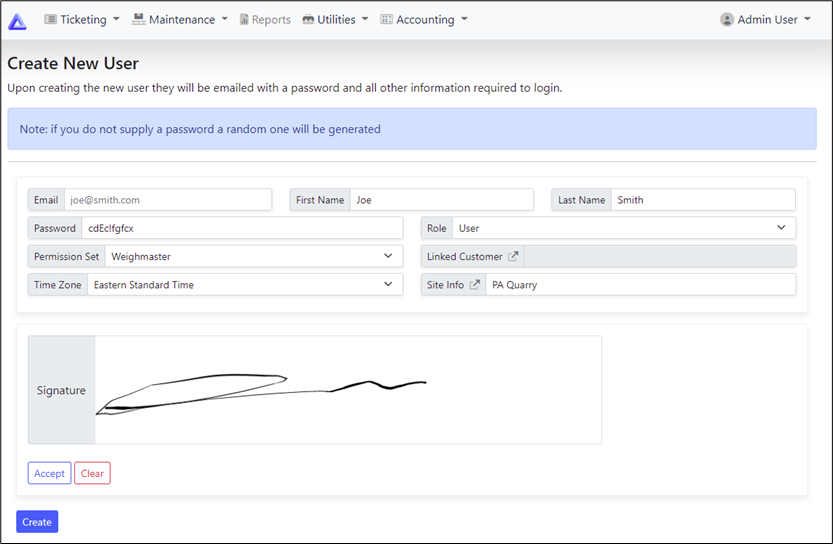 Ticketing Maintenance Reports Utilities Accounting Admin User
Create New User
Upon creating the new user they will be emailed with a password and all other information required to login.
Note: if you do not supply a password a random one will be generated
Email joe@smith.com First Name Joe Last Name Smith
Password cdEclfgfcx Role User
Permission Set Weighmaster Linked Customer
Time Zone Eastern Standard Time Site Info PA Quarry
Signature
Accept Clear
Create